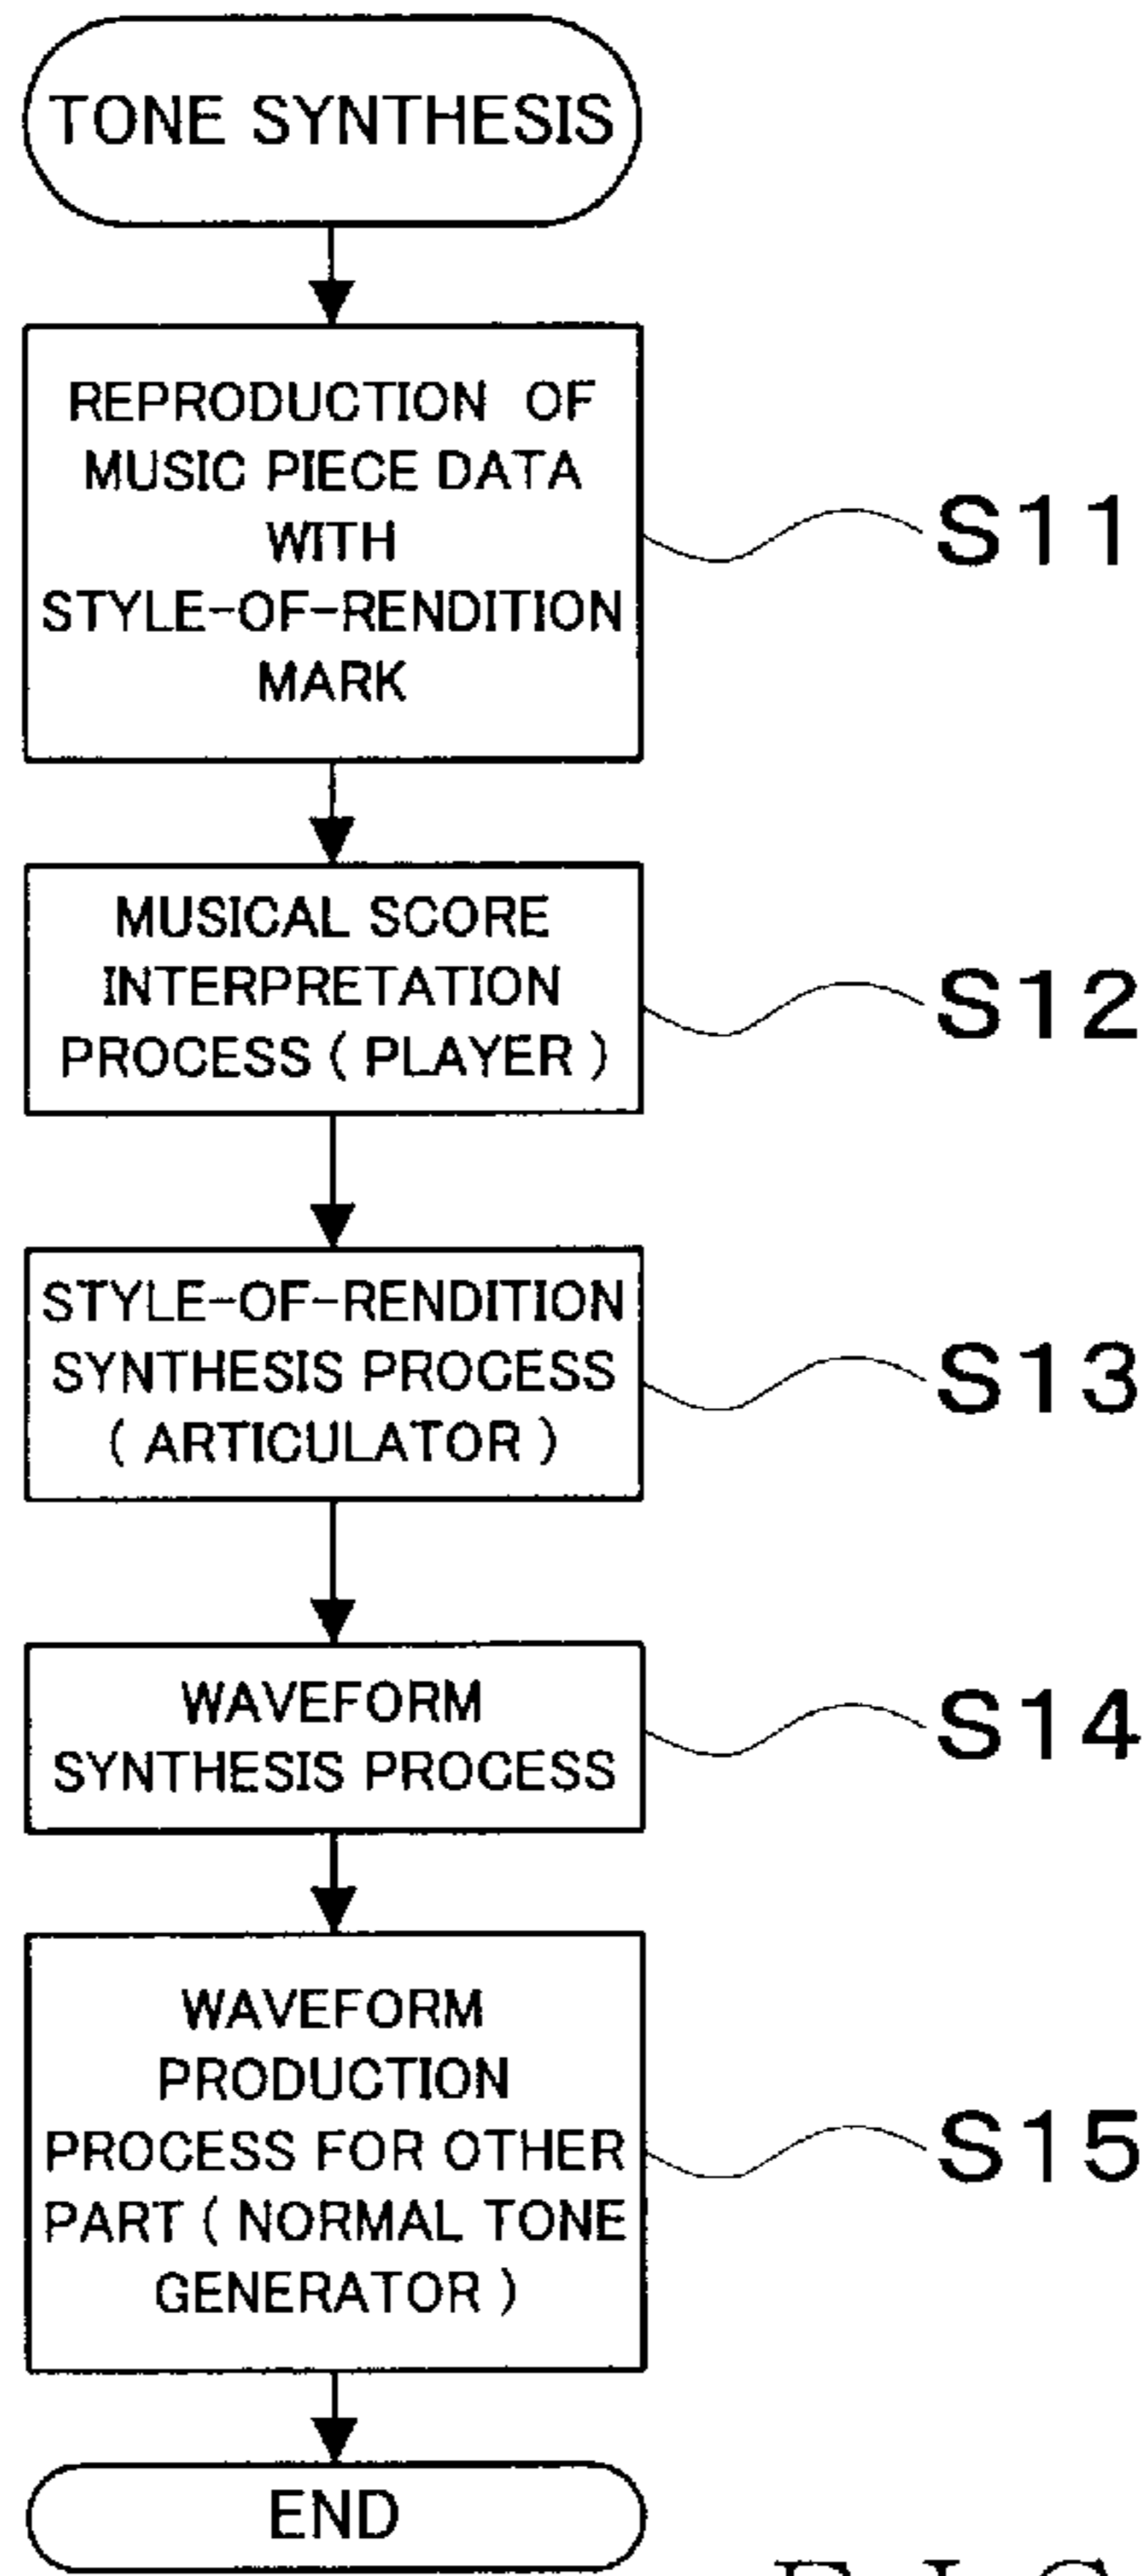 TONE SYNTHESIS
REPRODUCTION OF
MUSIC PIECE DATA
WITH
STYLE-OF-RENDITION
MARK
S11
MUSICAL SCORE
INTERPRETATION
PROCESS ( PLAYER )
S12
STYLE-OF-RENDITION
SYNTHESIS PROCESS
( ARTICULATOR )
S13
WAVEFORM
SYNTHESIS PROCESS
S14
WAVEFORM
PRODUCTION
PROCESS FOR OTHER
PART ( NORMAL TONE
GENERATOR )
S15
END